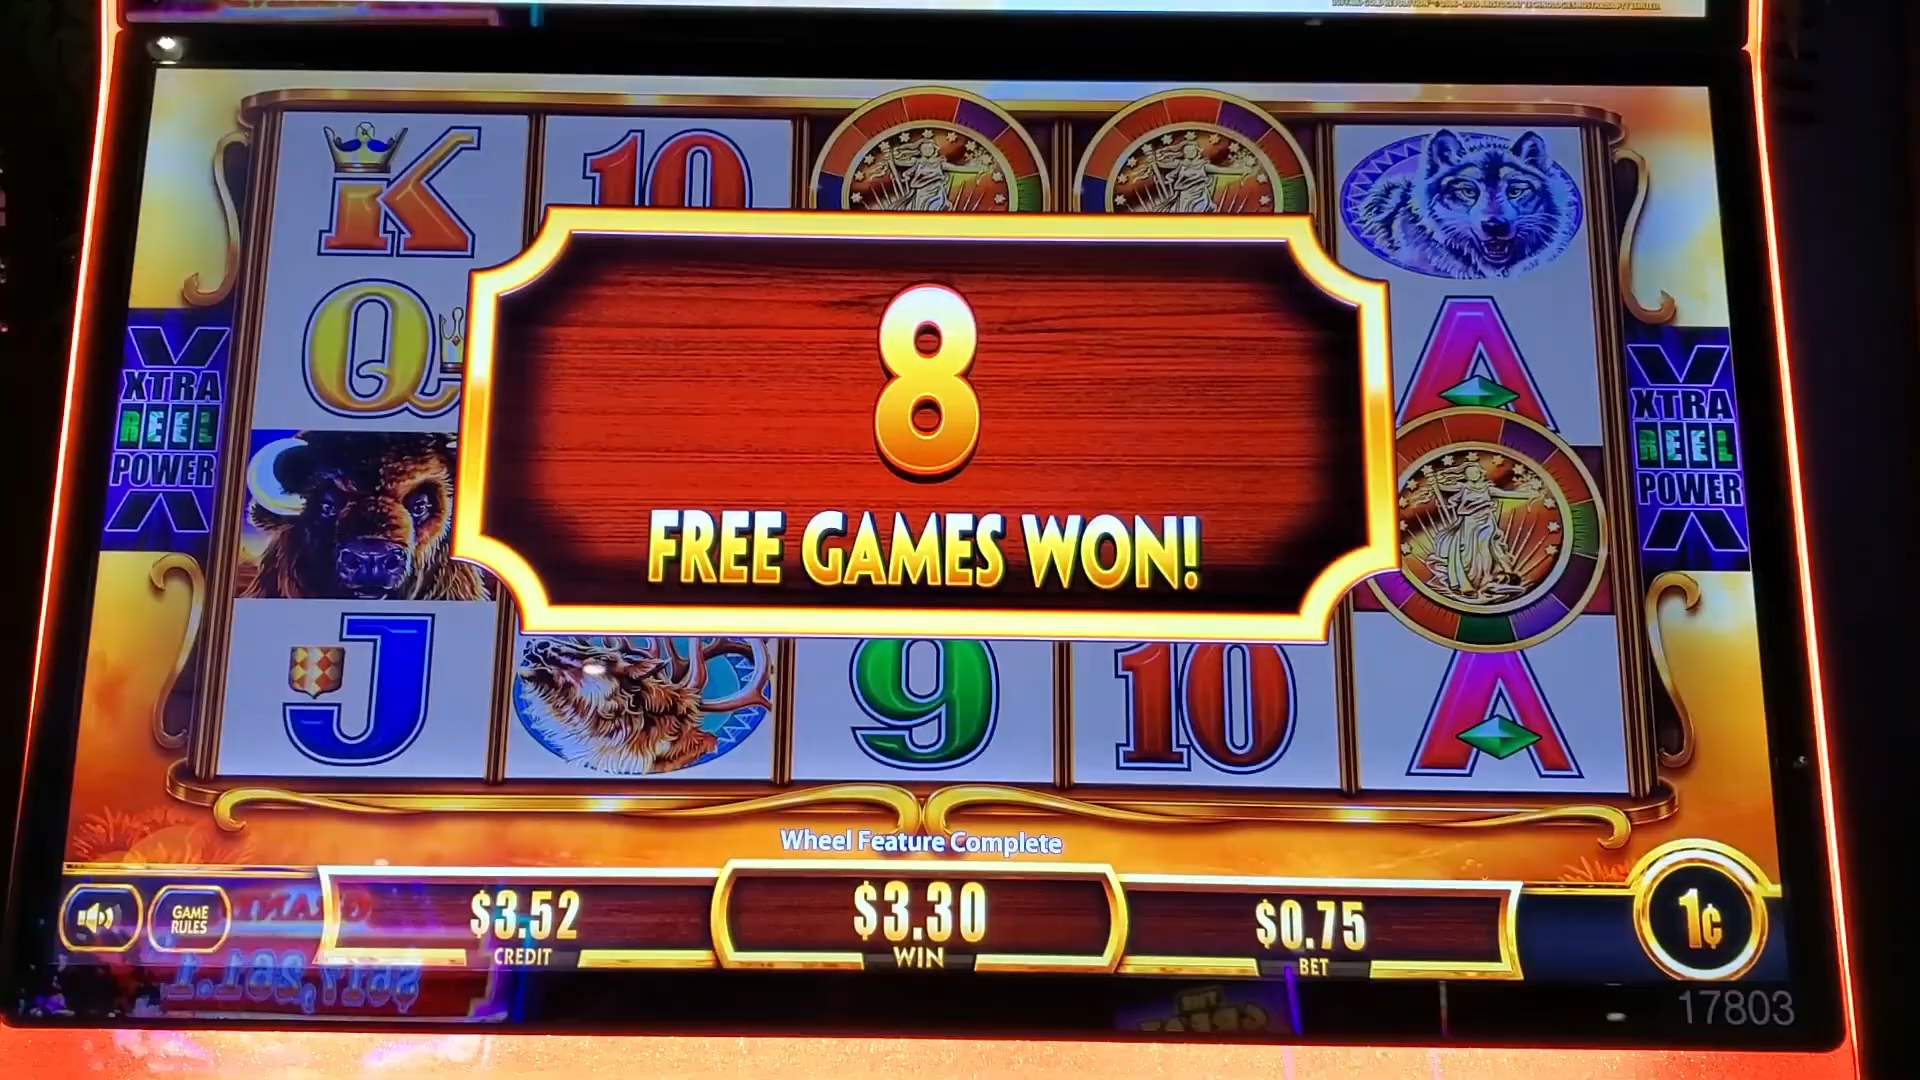 K
10
Q
8
FREE GAMES WON!
A
XTRA
REEL
POWER
XTRA
REEL
POWER
J
9
10
A
Wheel Feature Complete
GAME
RULES
$3.52
CREDIT
$3.30
WIN
$0.75
BET
1¢
17803